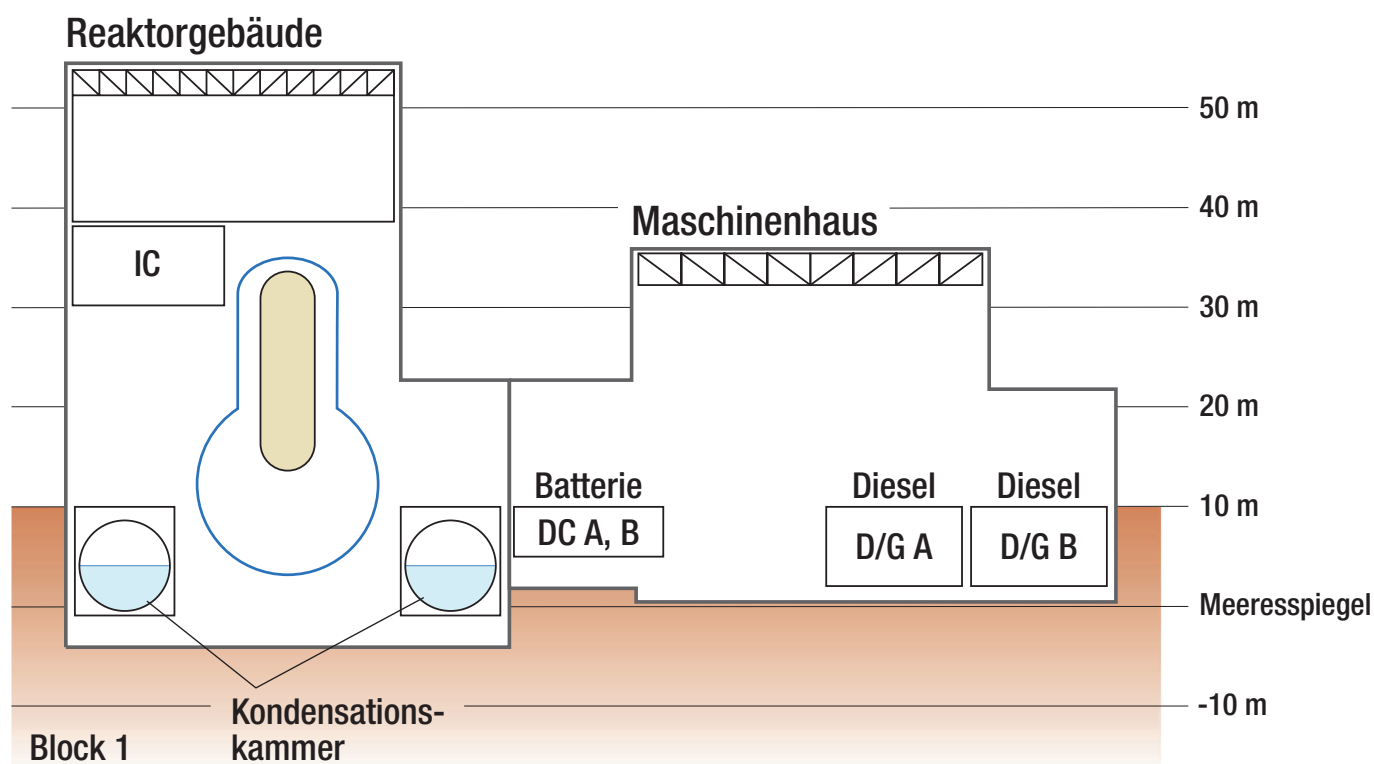 Reaktorgebäude
50 m
40 m
Maschinenhaus
IC
30 m
20 m
Batterie
Diesel
Diesel
10 m
DC A, B
D/G A
D/G B
Meeresspiegel
-10 m
Kondensations-
kammer
Block 1